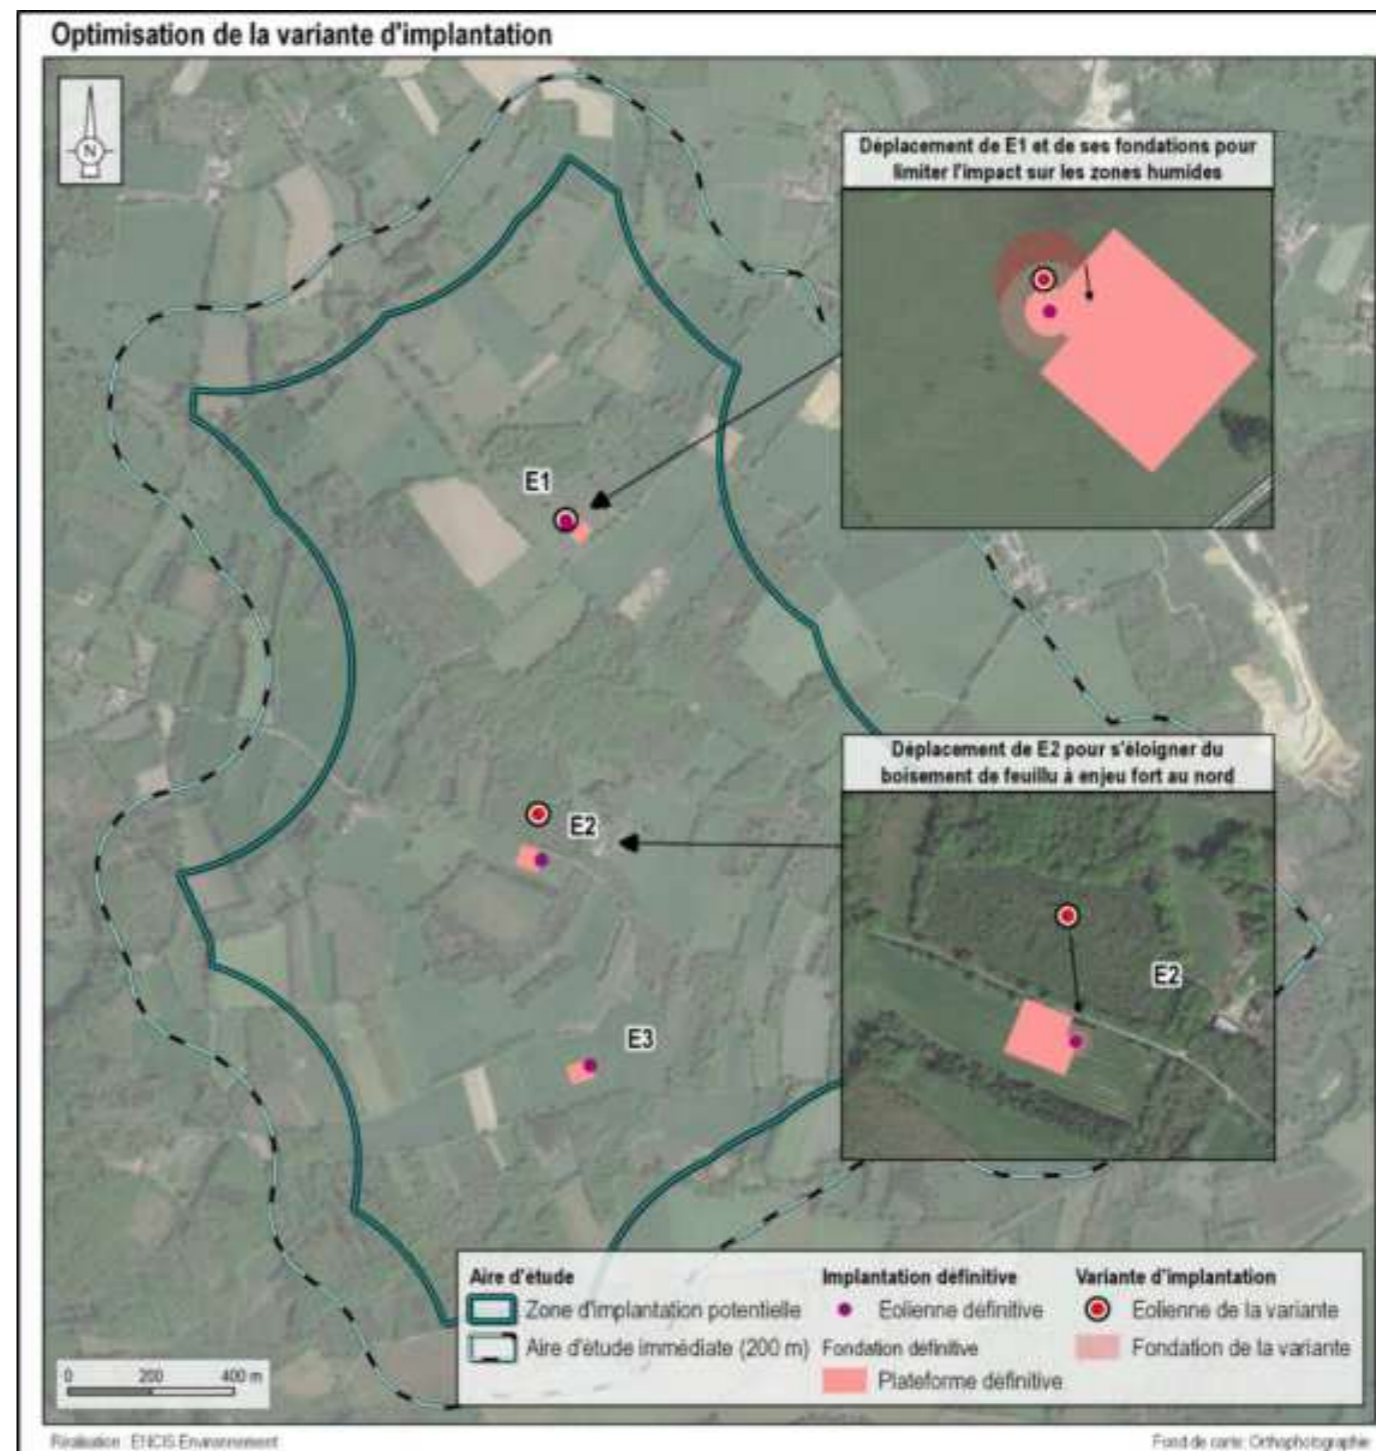 Optimisation de la variante d'implantation
N
Déplacement de E1 et de ses fondations pour
limiter l'impact sur les zones humides
E1
Déplacement de E2 pour s'éloigner du
boisement de feuillu à enjeu fort au nord
E2
E2
E3
Aire d'étude
Zone d'implantation potentielle
Aire d'étude immédiate (200 m)
Implantation définitive
Eolienne définitive
Fondation définitive
Plateforme définitive
Variante d'implantation
Eolienne de la variante
Fondation de la variante
0 200 400 m
Réalisation : ENCIS Environnement
Fond de carte: Orthophotographie